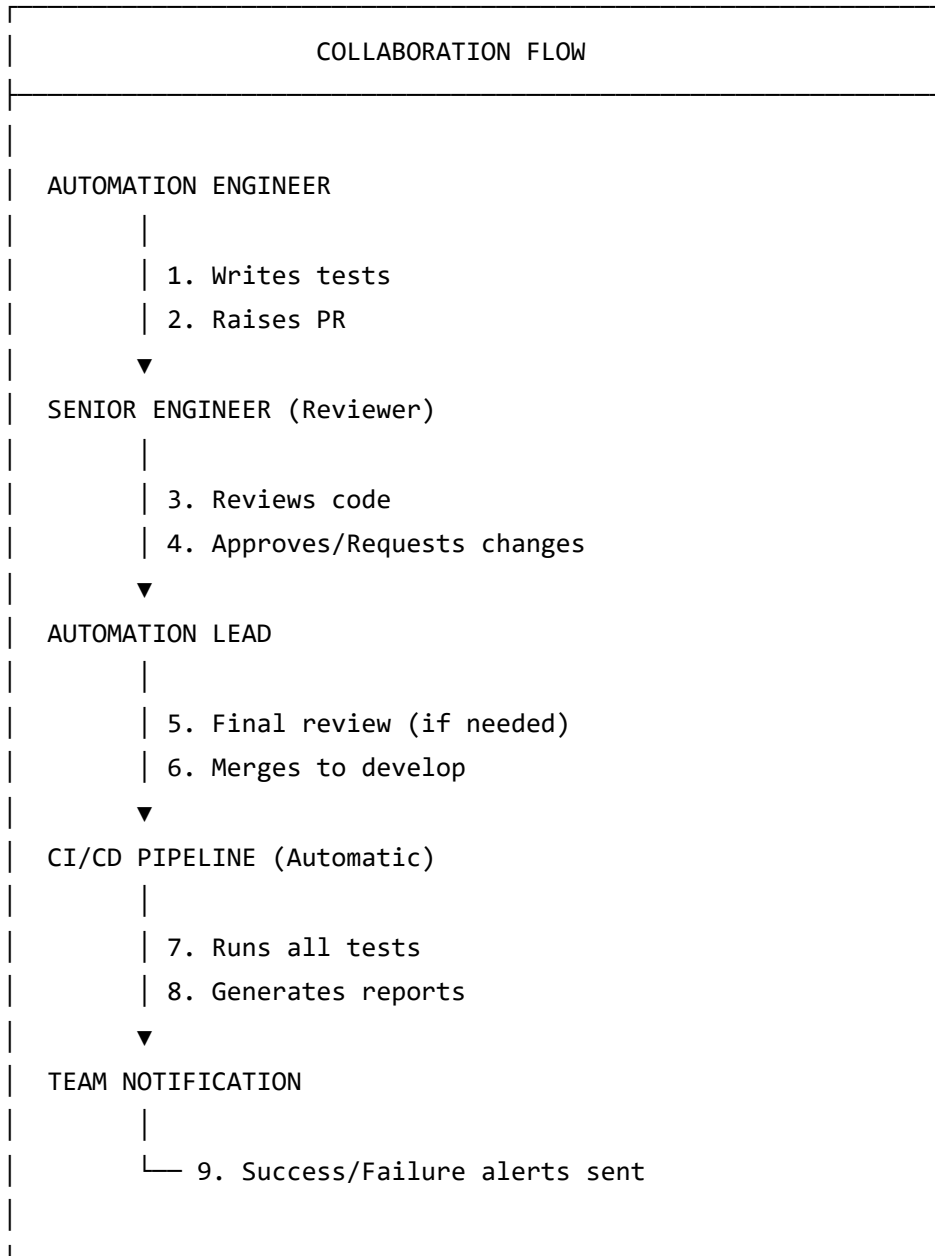 COLLABORATION FLOW
AUTOMATION ENGINEER
1. Writes tests
2. Raises PR
SENIOR ENGINEER (Reviewer)
3. Reviews code
4. Approves/Requests changes
AUTOMATION LEAD
5. Final review (if needed)
6. Merges to develop
CI/CD PIPELINE (Automatic)
7. Runs all tests
8. Generates reports
TEAM NOTIFICATION
9. Success/Failure alerts sent